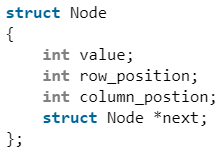 struct Node
{
    int value;
    int row_position;
    int column_postion;
    struct Node *next;
};